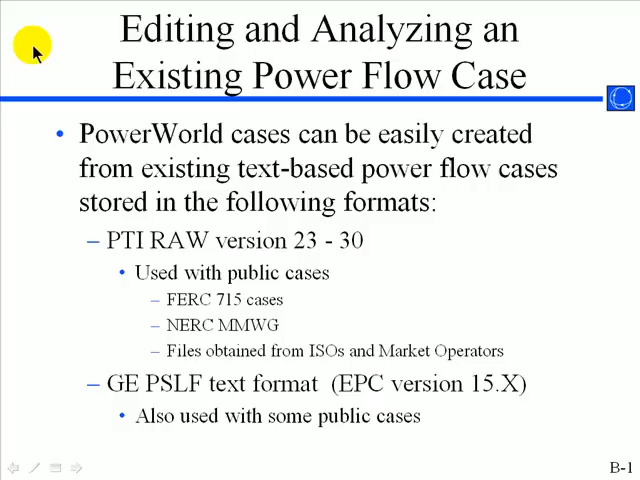 Editing and Analyzing an
Existing Power Flow Case
• PowerWorld cases can be easily created
from existing text-based power flow cases
stored in the following formats:
– PTI RAW version 23 - 30
• Used with public cases
– FERC 715 cases
– NERC MMWG
– Files obtained from ISOs and Market Operators
– GE PSLF text format (EPC version 15.X)
• Also used with some public cases
B-1